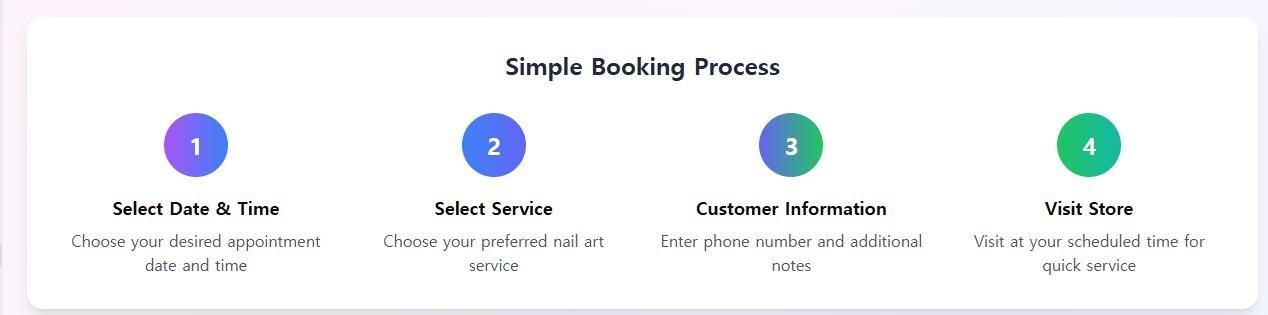 Simple Booking Process
1
2
3
4
Select Date & Time
Select Service
Customer Information
Visit Store
Choose your desired appointment
date and time
Choose your preferred nail art
service
Enter phone number and additional
notes
Visit at your scheduled time for
quick service